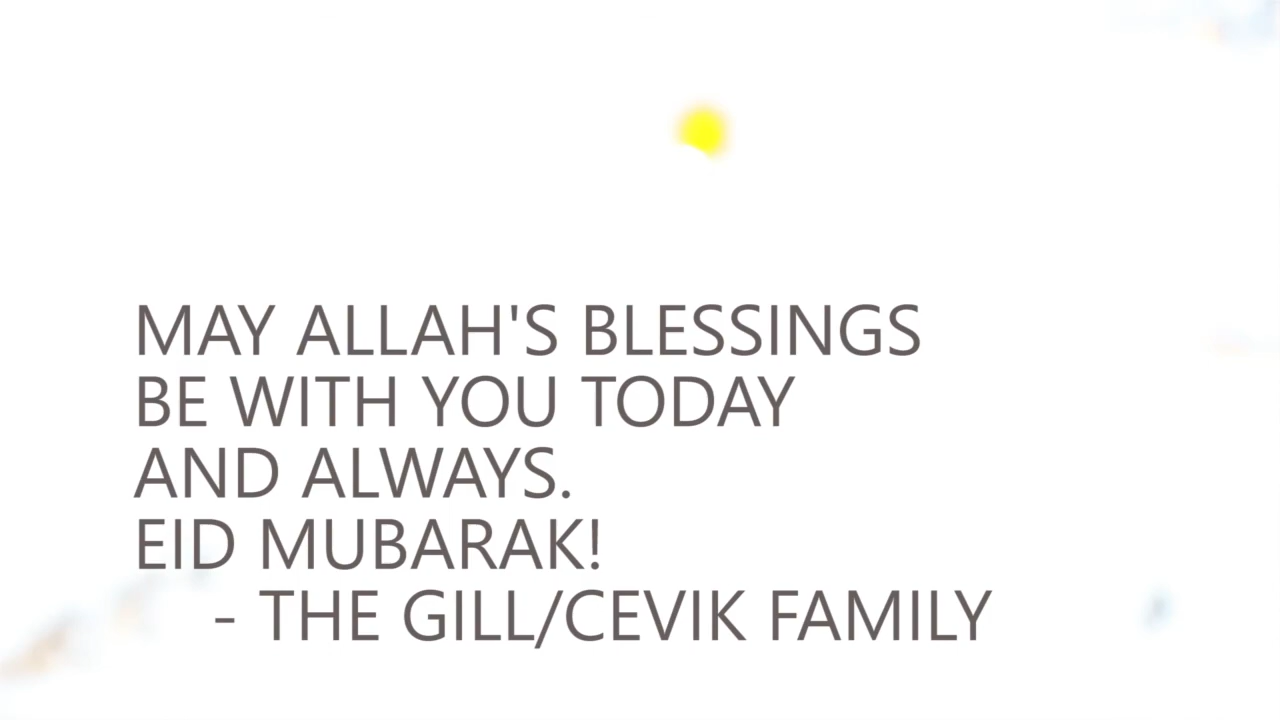 MAY ALLAH'S BLESSINGS
BE WITH YOU TODAY
AND ALWAYS.
EID MUBARAK!
- THE GILL/CEVIK FAMILY